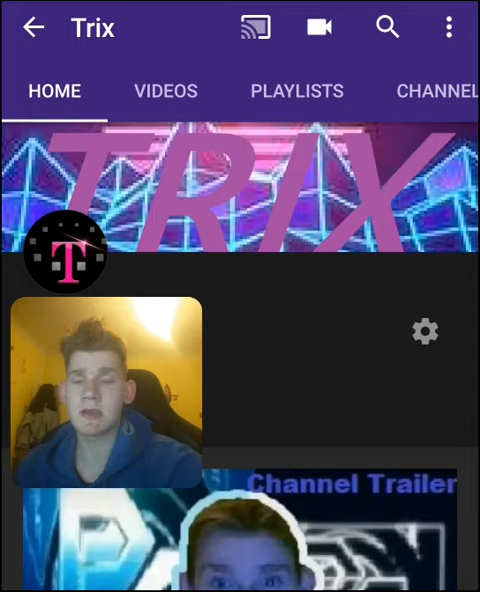 Trix
HOME VIDEOS PLAYLISTS CHANNEL
TRIX
T
Channel Trailer